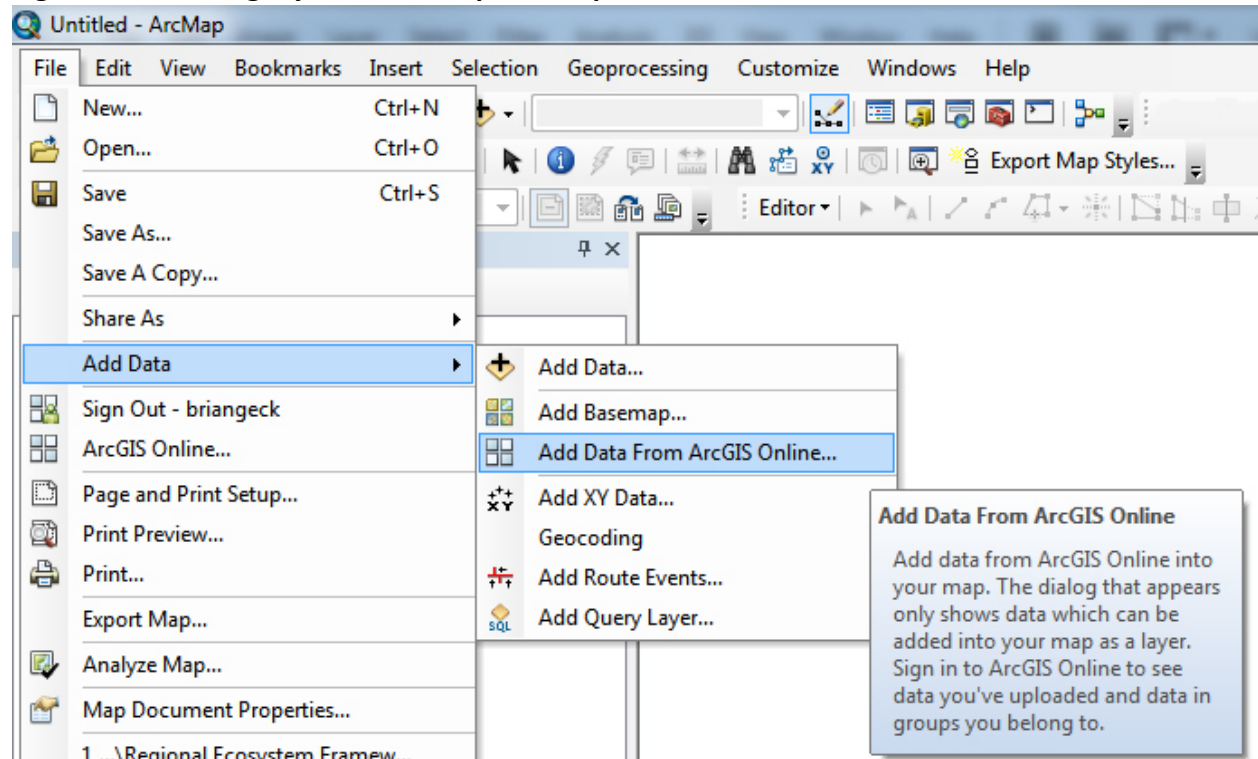 Untitled - ArcMap
File Edit View Bookmarks Insert Selection Geoprocessing Customize Windows Help
New... Ctrl+N
Open... Ctrl+O
Export Map Styles...
Save Ctrl+S
Editor
Save As...
Save A Copy...
Share As
Add Data
Sign Out - briangeck
ArcGIS Online...
Page and Print Setup...
Print Preview...
Print...
Export Map...
Analyze Map...
Map Document Properties...
1 ...\Regional Ecosystem Framew...
Add Data...
Add Basemap...
Add Data From ArcGIS Online...
Add XY Data...
Geocoding
Add Route Events...
SQL Add Query Layer...
Add Data From ArcGIS Online
Add data from ArcGIS Online into
your map. The dialog that appears
only shows data which can be
added into your map as a layer.
Sign in to ArcGIS Online to see
data you've uploaded and data in
groups you belong to.